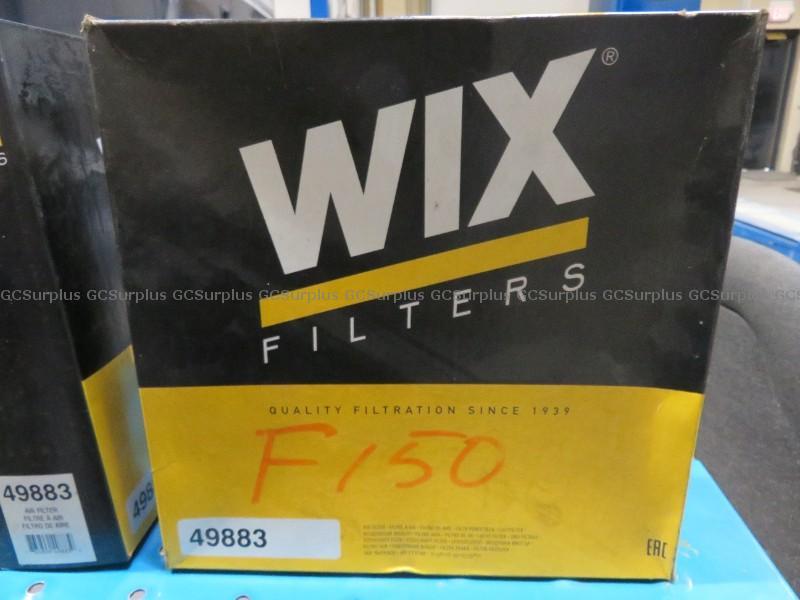 WIX®
FILTERS
GCSurplus GCSurplus GCSurplus GCSurplus GCSurplus GCSurplus GCSurplus GCSurplus GCSurplus
QUALITY FILTRATION SINCE 1939
F150
49883
EAC
49883
AIR FILTER
FILTRE À AIR
FILTRO DE AIRE
498
S